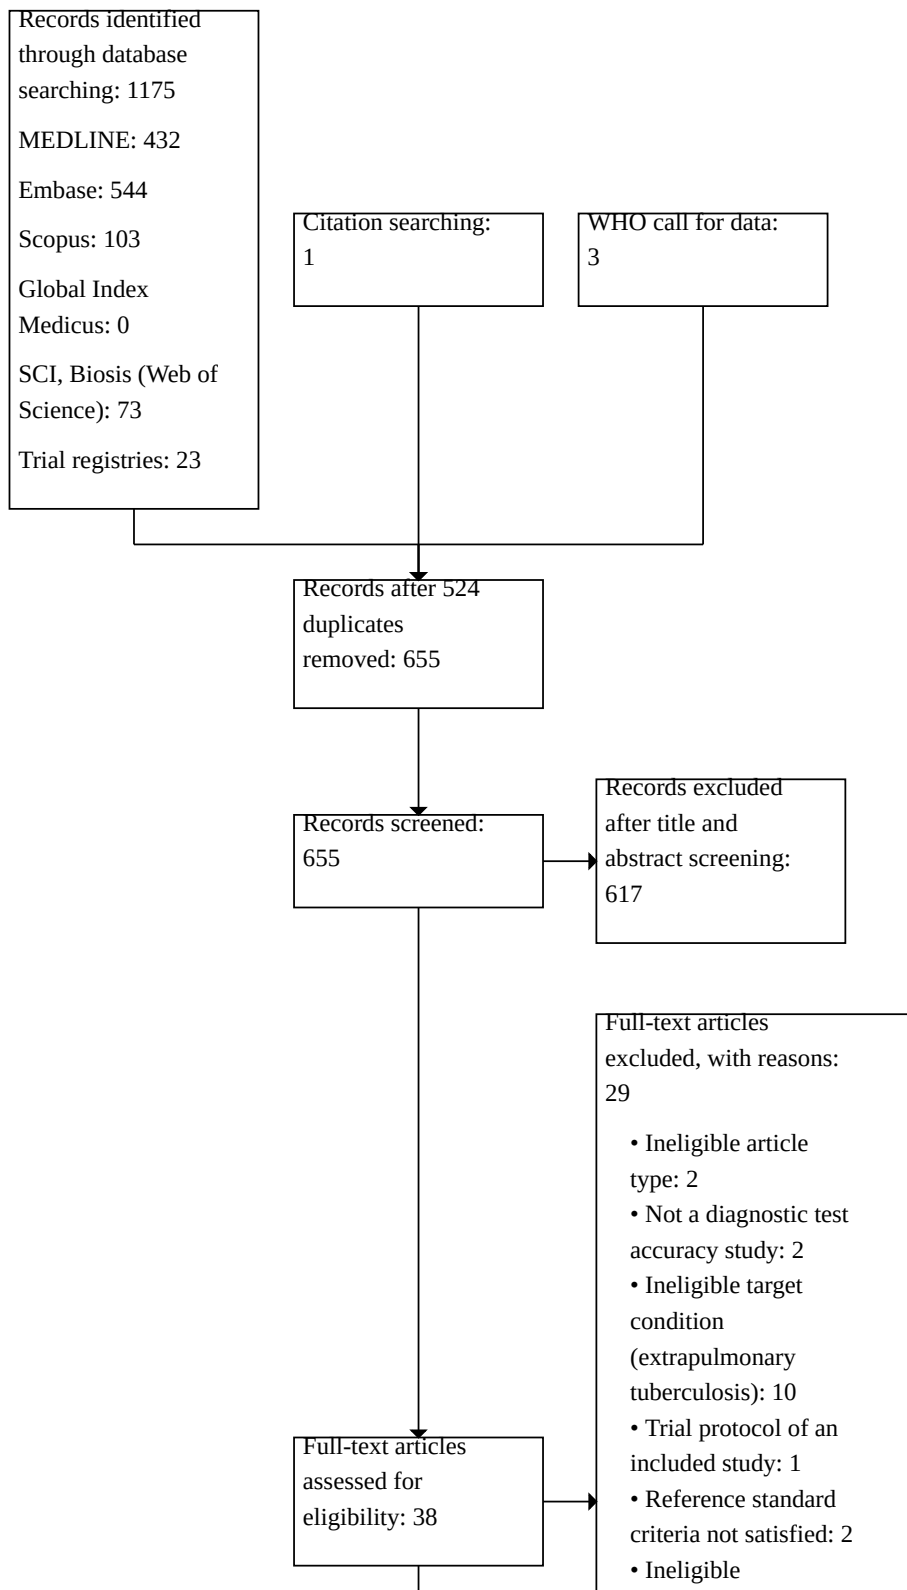 Records identified
through database
searching: 1175
MEDLINE: 432
Embase: 544
Scopus: 103
Global Index
Medicus: 0
SCI, Biosis (Web of
Science): 73
Trial registries: 23
Citation searching:
1
WHO call for data:
3
Records after 524
duplicates
removed: 655
Records screened:
655
Records excluded
after title and
abstract screening:
617
Full-text articles
assessed for
eligibility: 38
Full-text articles
excluded, with reasons:
29
• Ineligible article
type: 2
• Not a diagnostic test
accuracy study: 2
• Ineligible target
condition
(extrapulmonary
tuberculosis): 10
• Trial protocol of an
included study: 1
• Reference standard
criteria not satisfied: 2
• Ineligible